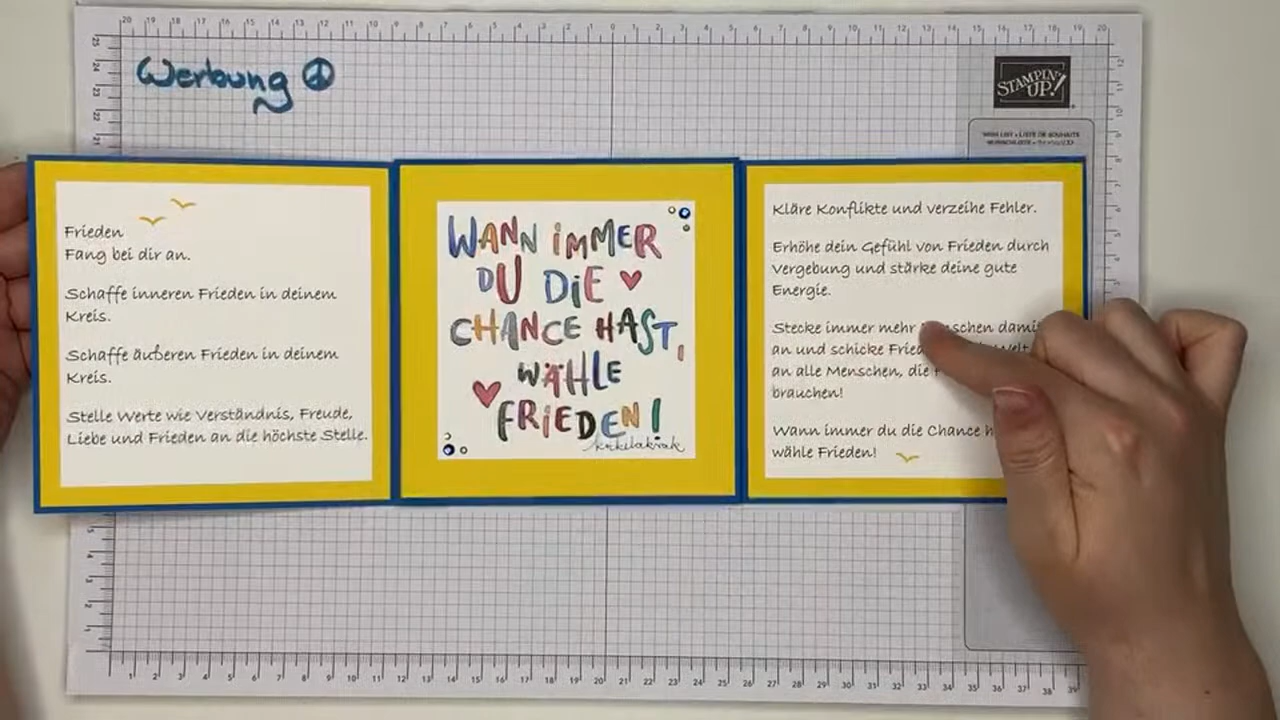 Werbung
STAMPIN' UP!
Frieden
Fang bei dir an.
Schaffe inneren Frieden in deinem
Kreis.
Schaffe äußeren Frieden in deinem
Kreis.
Stelle Werte wie Verständnis, Freude,
Liebe und Frieden an die höchste Stelle.
WANN iMMER
DU DiE
CHANCE HAST,
WÄHLE
FRiEDEN!
Kläre Konflikte und verzeihe Fehler.
Erhöhe dein Gefühl von Frieden durch
Vergebung und stärke deine gute
Energie.
Stecke immer mehr
an und schicke
an alle Menschen, die
brauchen!
Wann immer du die Chance
wähle Frieden!